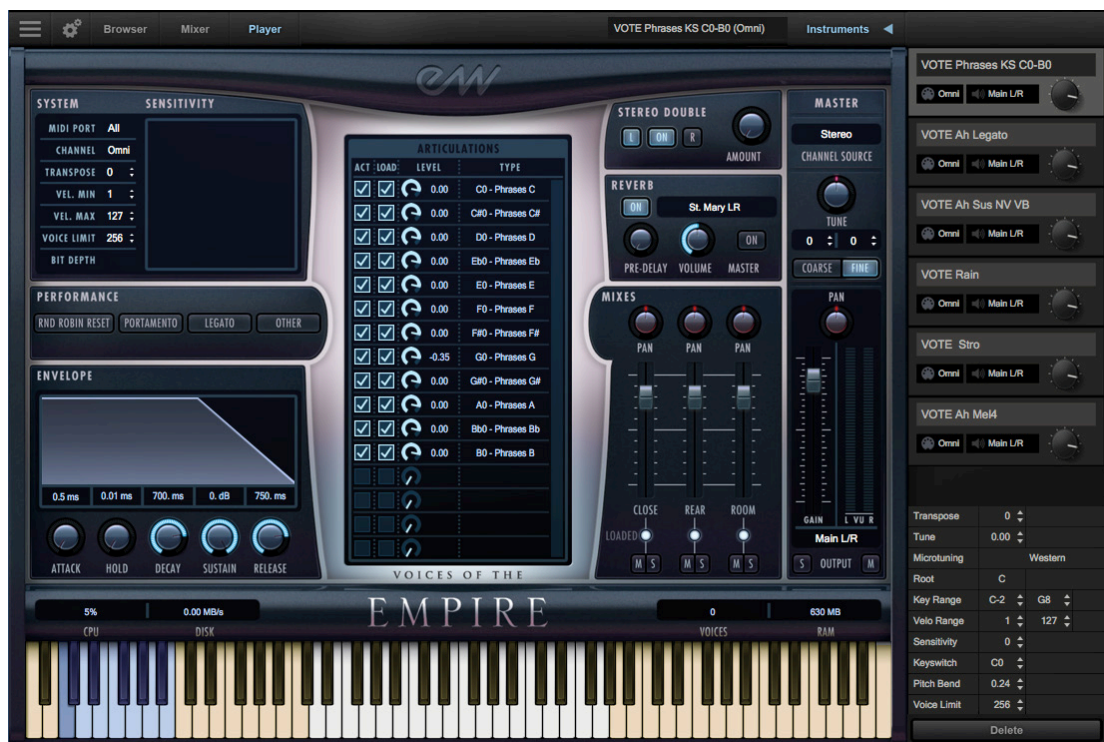 Browser Mixer Player VOTE Phrases KS C0-B0 (Omni) Instruments
EW
SYSTEM SENSITIVITY
MIDI PORT All
CHANNEL Omni
TRANSPOSE 0
VEL. MIN 1
VEL. MAX 127
VOICE LIMIT 256
BIT DEPTH
PERFORMANCE
RND ROBIN RESET PORTAMENTO LEGATO OTHER
ENVELOPE
0.5 ms 0.01 ms 700. ms 0. dB 750. ms
ATTACK HOLD DECAY SUSTAIN RELEASE
ARTICULATIONS
ACT LOAD LEVEL TYPE
0.00 C0 - Phrases C
0.00 C#0 - Phrases C#
0.00 D0 - Phrases D
0.00 Eb0 - Phrases Eb
0.00 E0 - Phrases E
0.00 F0 - Phrases F
0.00 F#0 - Phrases F#
-0.35 G0 - Phrases G
0.00 G#0 - Phrases G#
0.00 A0 - Phrases A
0.00 Bb0 - Phrases Bb
0.00 B0 - Phrases B
VOICES OF THE
EMPIRE
STEREO DOUBLE
L ON R
AMOUNT
REVERB
ON St. Mary LR
ON
PRE-DELAY VOLUME MASTER
MIXES
PAN PAN PAN
CLOSE REAR ROOM
LOADED
M S M S M S
MASTER
Stereo
CHANNEL SOURCE
TUNE
0 0
COARSE FINE
PAN
GAIN L VU R
Main L/R
S OUTPUT M
5% 0.00 MB/s
CPU DISK
0 630 MB
VOICES RAM
VOTE Phrases KS C0-B0
Omni Main L/R
VOTE Ah Legato
Omni Main L/R
VOTE Ah Sus NV VB
Omni Main L/R
VOTE Rain
Omni Main L/R
VOTE Stro
Omni Main L/R
VOTE Ah Mel4
Omni Main L/R
Transpose 0
Tune 0.00
Microtuning Western
Root C
Key Range C-2 G8
Velo Range 1 127
Sensitivity 0
Keyswitch C0
Pitch Bend 0.24
Voice Limit 256
Delete